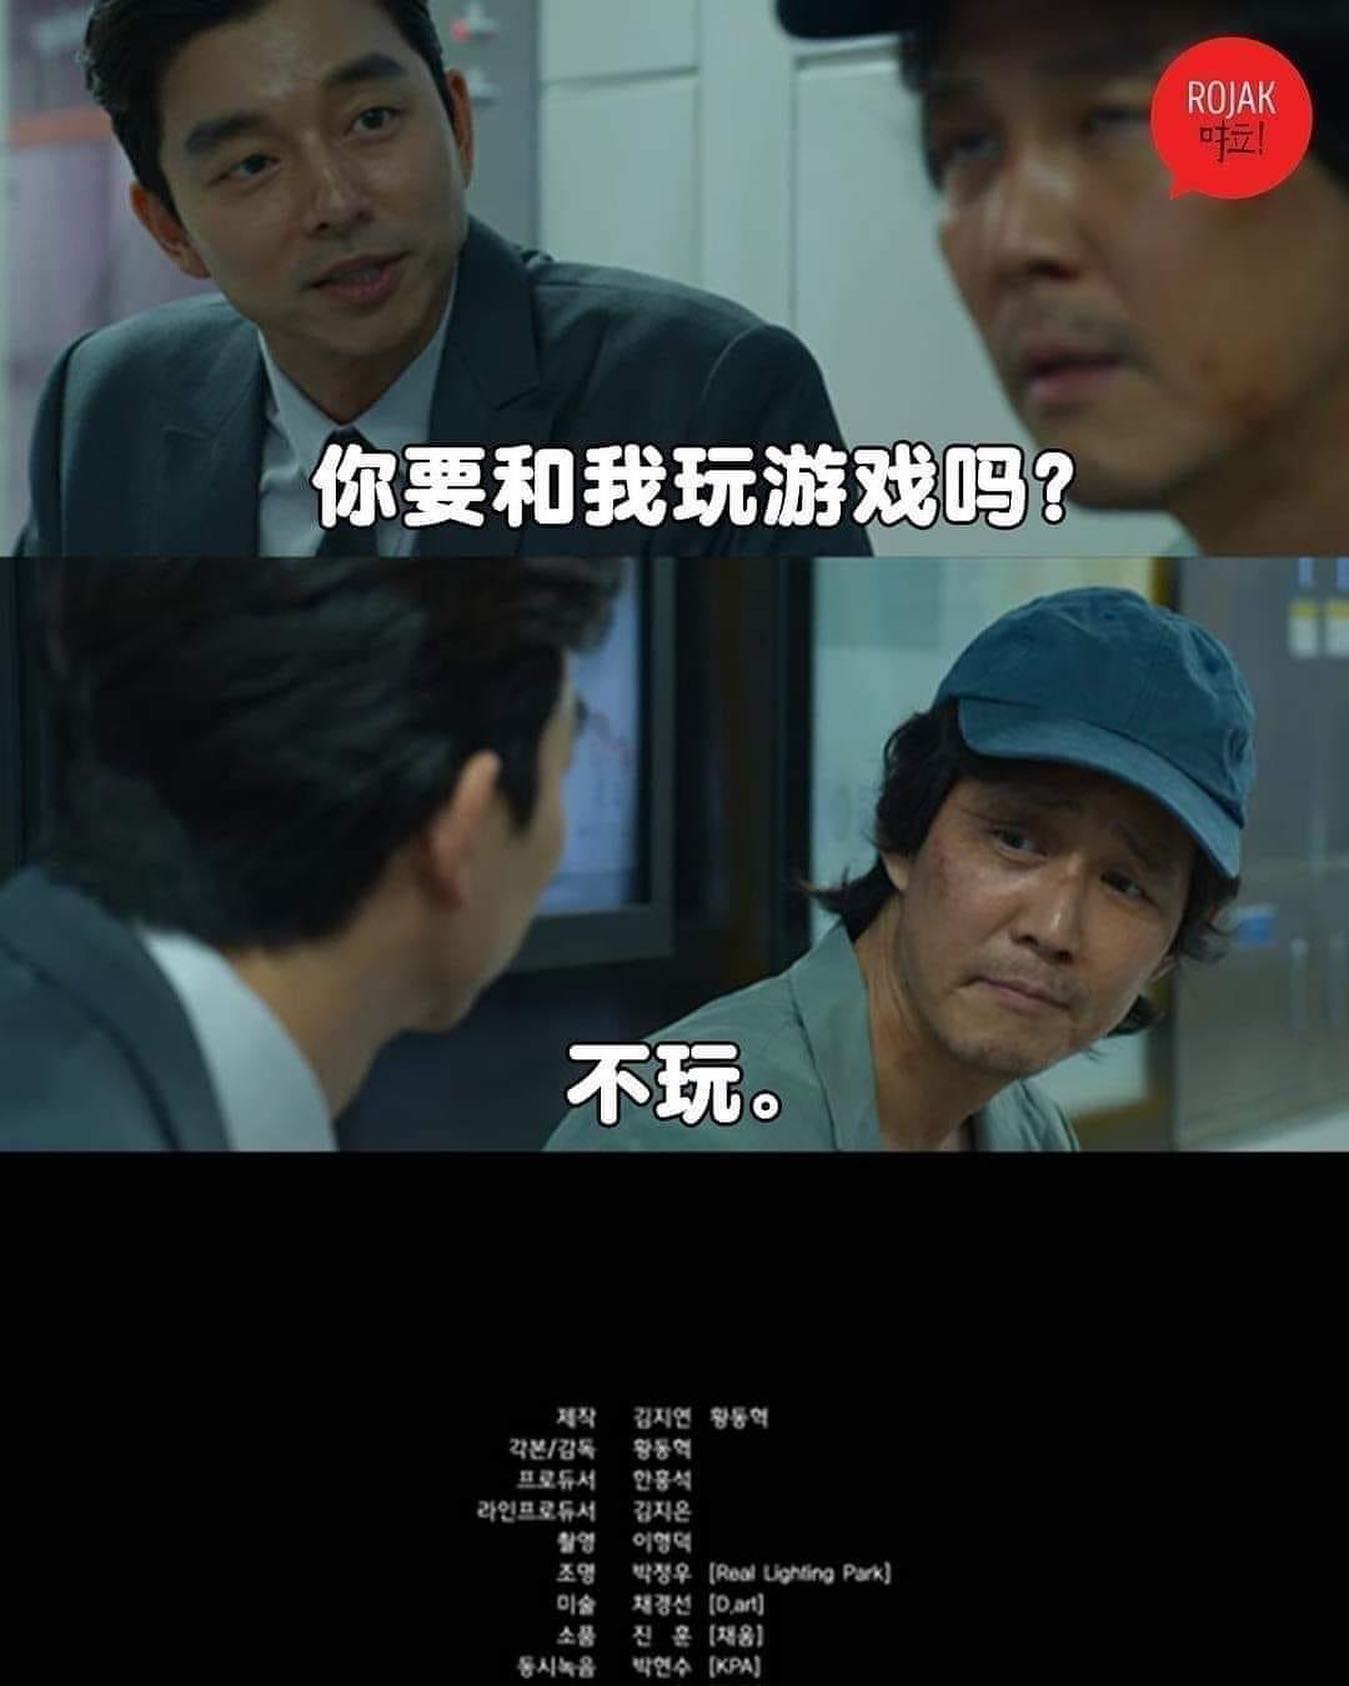 ROJAK
啦!
你要和我玩游戏吗?
不玩。
제작 김지연 황동혁
각본/감독 황동혁
프로듀서 한흥석
라인프로듀서 김지은
촬영 이형덕
조명 박정우 [Real Lighting Park]
미술 채경선 [D.art]
소품 진 훈 [채움]
동시녹음 박현수 [KPA]